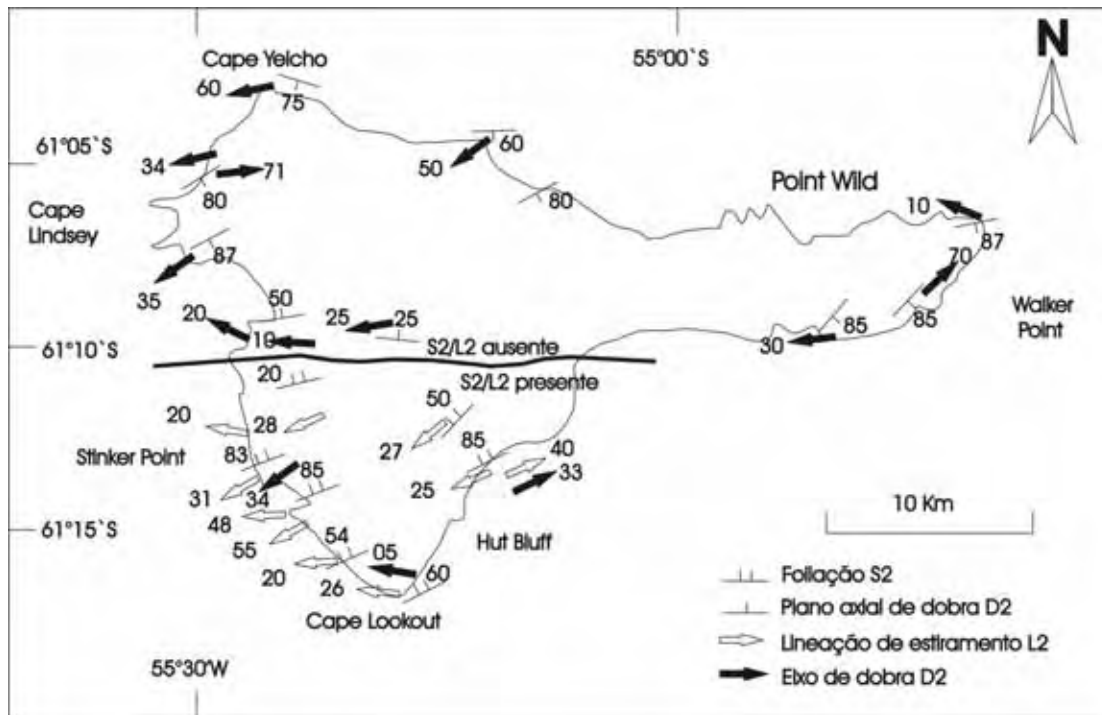 55°00`S
N
Cape Yelcho
60
75
61°05`S
34
71
80
50
60
80
Point Wild
10
87
70
Cape
Lindsey
87
35
50
20
25
25
10
85
85
30
Walker
Point
61°10`S
S2/L2 ausente
S2/L2 presente
20
20
28
50
27
85
40
33
25
Stinker Point
83
31
34
85
48
55
54
05
20
26
60
61°15`S
Hut Bluff
Cape Lookout
10 Km
Foliação S2
Plano axial de dobra D2
Lineação de estiramento L2
Eixo de dobra D2
55°30'W